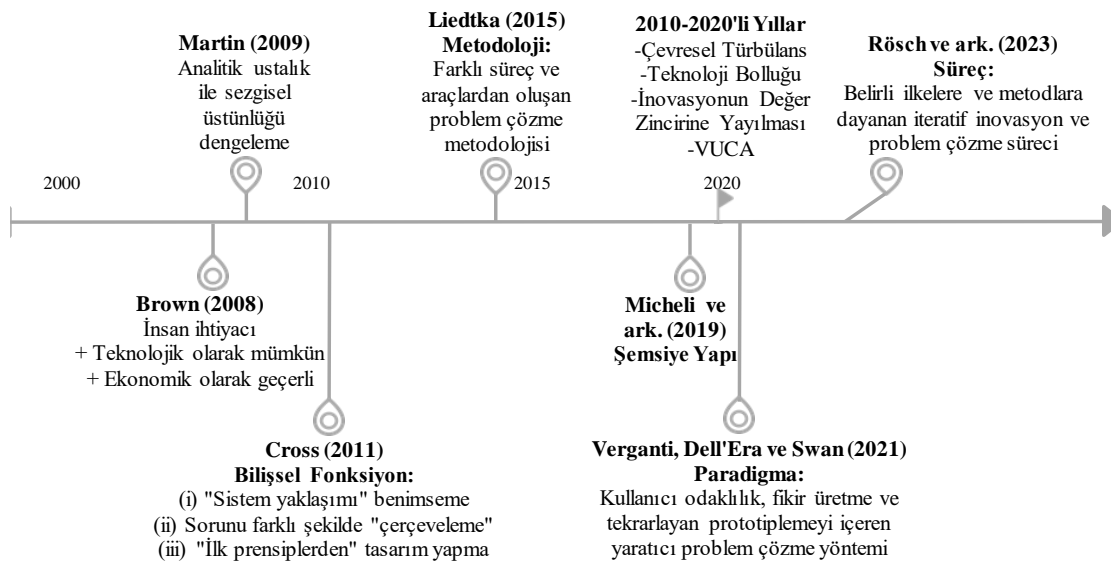 Martin (2009)
Analitik ustalık
ile sezgisel
üstünlüğü
dengeleme
Liedtka (2015)
Metodoloji:
Farklı süreç ve
araçlardan oluşan
problem çözme
metodolojisi
2010-2020'li Yıllar
-Çevresel Türbülans
-Teknoloji Bolluğu
-İnovasyonun Değer
Zincirine Yayılması
-VUCA
Rösch ve ark. (2023)
Süreç:
Belirli ilkelere ve metodlara
dayanan iteratif inovasyon ve
problem çözme süreci
2000
2010
2015
2020
Brown (2008)
İnsan ihtiyacı
+ Teknolojik olarak mümkün
+ Ekonomik olarak geçerli
Micheli ve
ark. (2019)
Şemsiye Yapı
Cross (2011)
Bilişsel Fonksiyon:
(i) "Sistem yaklaşımı" benimseme
(ii) Sorunu farklı şekilde "çerçeveleme"
(iii) "İlk prensiplerden" tasarım yapma
Verganti, Dell'Era ve Swan (2021)
Paradigma:
Kullanıcı odaklılık, fikir üretme ve
tekrarlayan prototiplemeyi içeren
yaratıcı problem çözme yöntemi